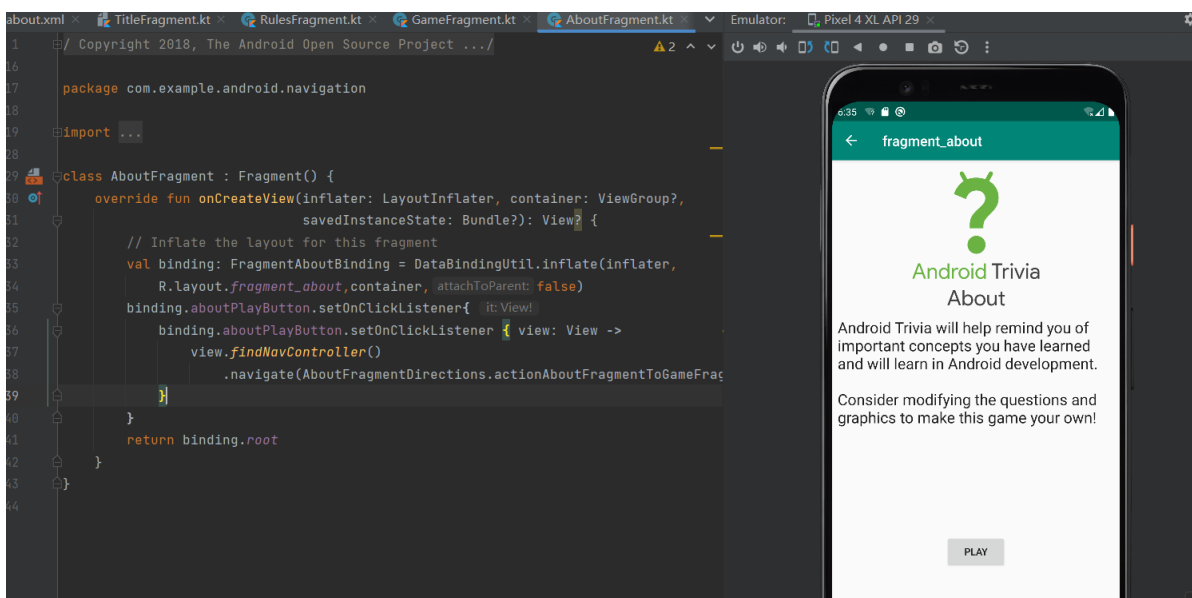 about.xml
TitleFragment.kt
RulesFragment.kt
GameFragment.kt
AboutFragment.kt
Emulator:
Pixel 4 XL API 29
1 / Copyright 2018, The Android Open Source Project .../
2
16
17 package com.example.android.navigation
18
19 import ...
28
29 class AboutFragment : Fragment() {
30 override fun onCreateView(inflater: LayoutInflater, container: ViewGroup?,
31 savedInstanceState: Bundle?): View? {
32 // Inflate the layout for this fragment
33 val binding: FragmentAboutBinding = DataBindingUtil.inflate(inflater,
34 R.layout.fragment_about,container, attachToParent: false)
35 binding.aboutPlayButton.setOnClickListener{ it: View!
36 binding.aboutPlayButton.setOnClickListener { view: View ->
37 view.findNavController()
38 .navigate(AboutFragmentDirections.actionAboutFragmentToGameFrag
39 }
40 }
41 return binding.root
42 }
43 }
44
6:35
fragment_about
Android Trivia
About
Android Trivia will help remind you of
important concepts you have learned
and will learn in Android development.
Consider modifying the questions and
graphics to make this game your own!
PLAY